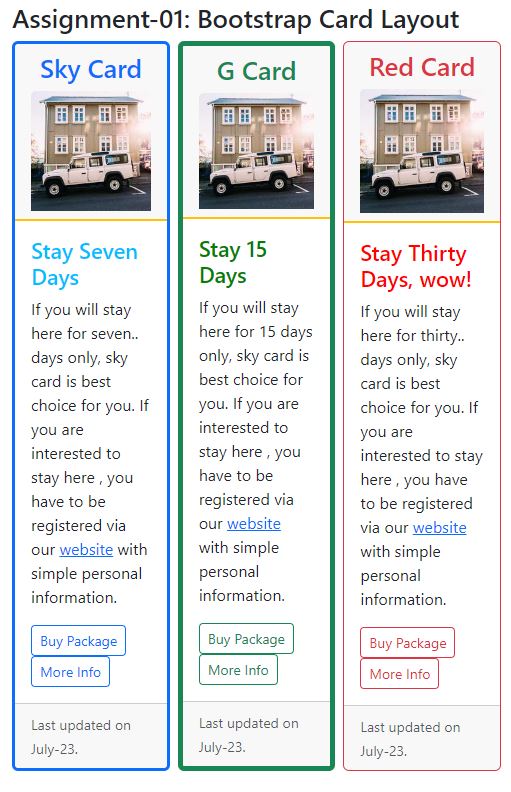 Assignment-01: Bootstrap Card Layout
Sky Card
Stay Seven
Days
If you will stay
here for seven..
days only, sky
card is best
choice for you. If
you are
interested to
stay here , you
have to be
registered via
our website with
simple personal
information.
Buy Package
More Info
Last updated on
July-23.
G Card
Stay 15
Days
If you will stay
here for 15 days
only, sky card is
best choice for
you. If you are
interested to
stay here , you
have to be
registered via
our website
with simple
personal
information.
Buy Package
More Info
Last updated on
July-23.
Red Card
Stay Thirty
Days, wow!
If you will stay
here for thirty..
days only, sky
card is best
choice for you. If
you are
interested to stay
here , you have
to be registered
via our website
with simple
personal
information.
Buy Package
More Info
Last updated on
July-23.